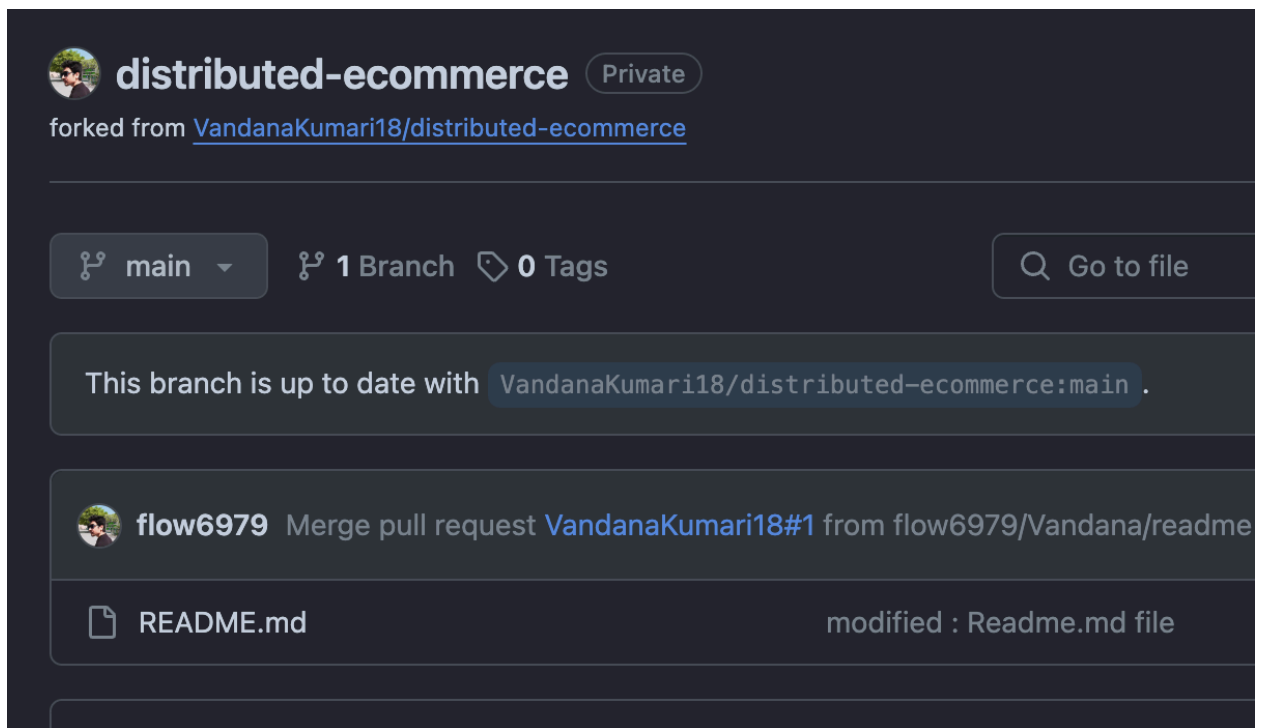 distributed-ecommerce Private
forked from VandanaKumari18/distributed-ecommerce
main 1 Branch 0 Tags Go to file
This branch is up to date with VandanaKumari18/distributed-ecommerce:main .
flow6979 Merge pull request VandanaKumari18#1 from flow6979/Vandana/readme
README.md modified : Readme.md file